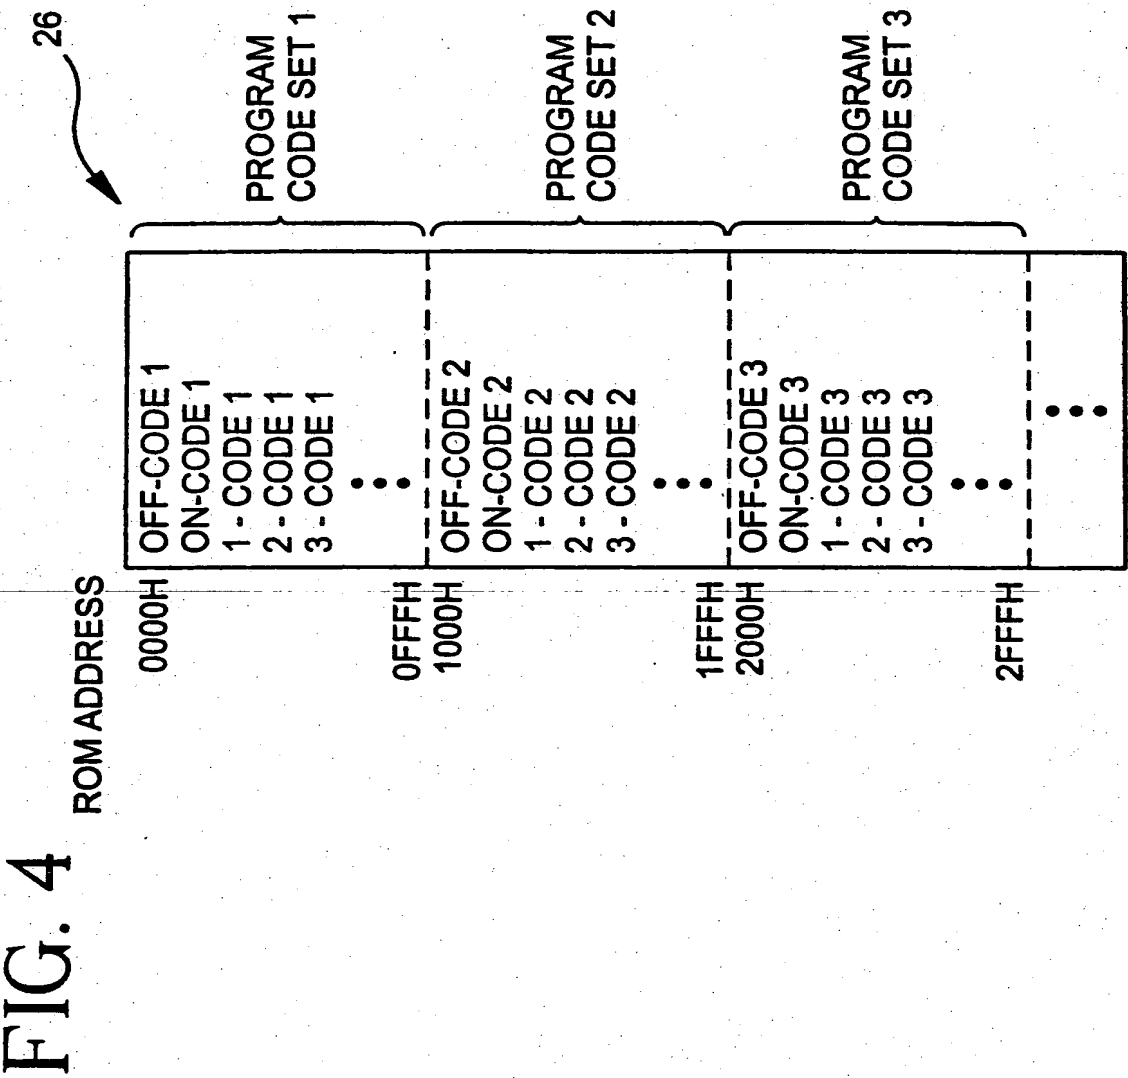 FIG. 4
26
ROM ADDRESS
0000H
OFF-CODE 1
ON-CODE 1
1 - CODE 1
2 - CODE 1
3 - CODE 1
PROGRAM
CODE SET 1
0FFFH
1000H
OFF-CODE 2
ON-CODE 2
1 - CODE 2
2 - CODE 2
3 - CODE 2
PROGRAM
CODE SET 2
1FFFH
2000H
OFF-CODE 3
ON-CODE 3
1 - CODE 3
2 - CODE 3
3 - CODE 3
PROGRAM
CODE SET 3
2FFFH